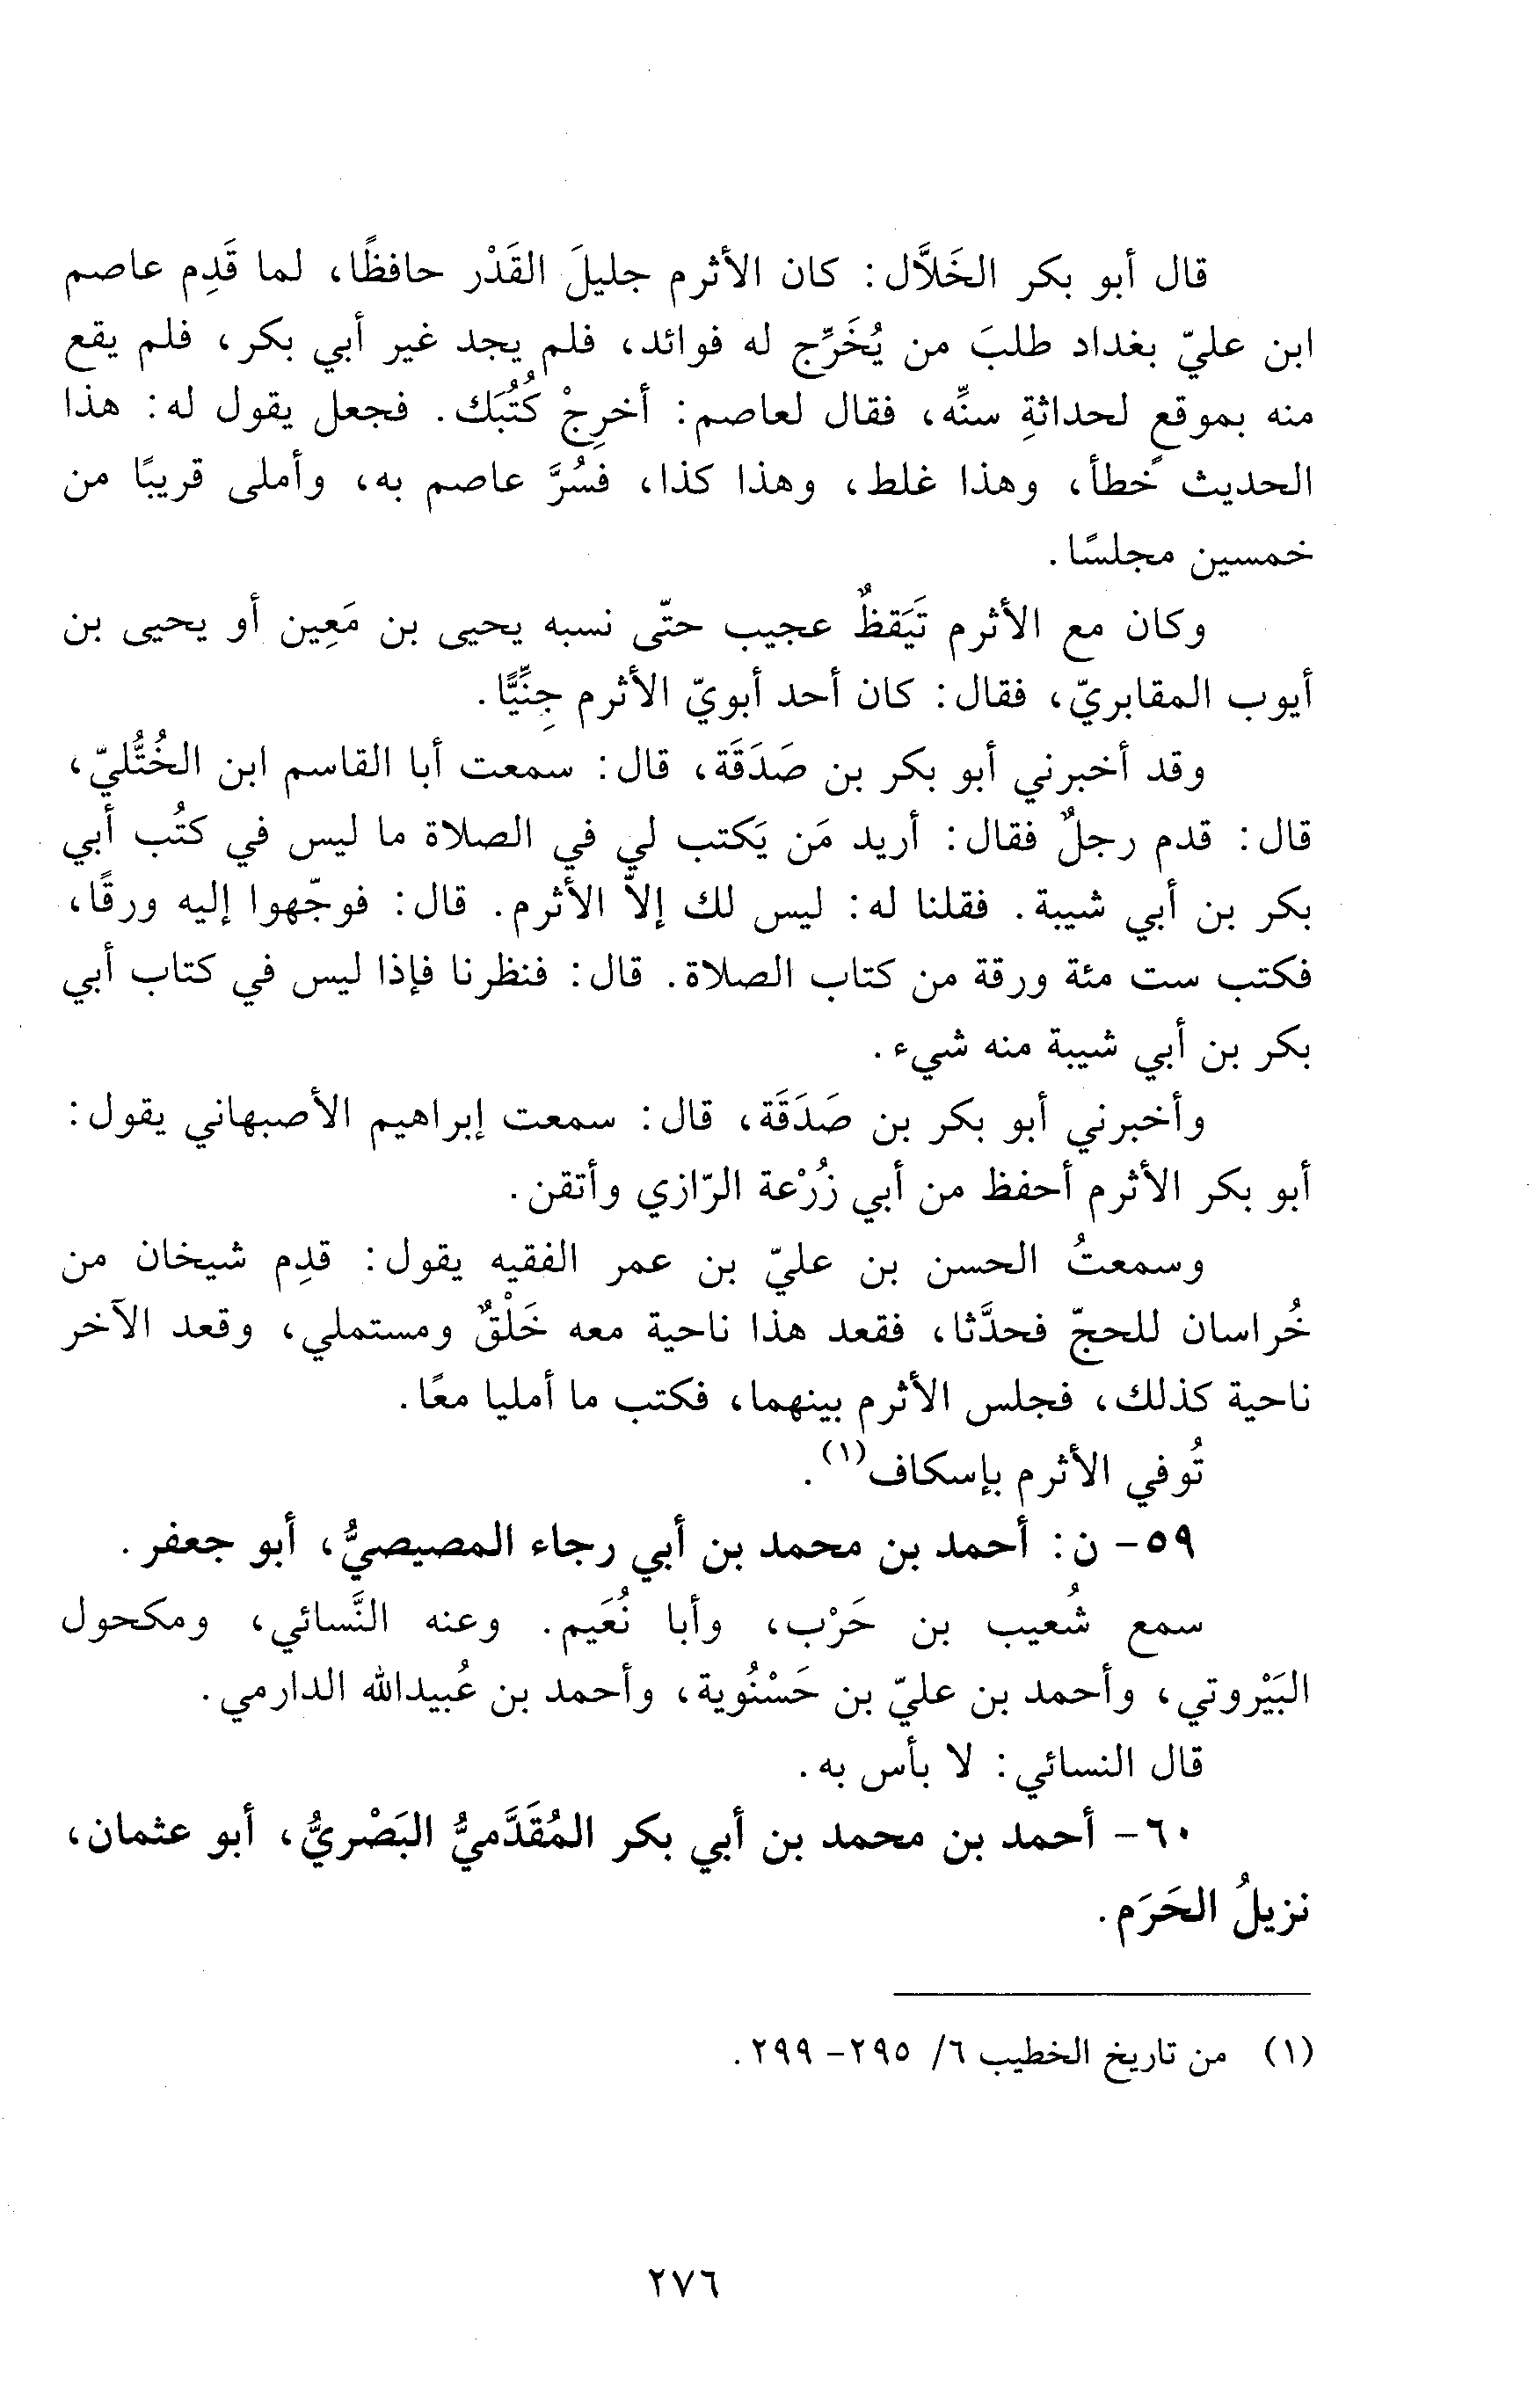 قال أبو بكر الخَلاَّل: كان الأثرم جليلَ القَدْر حافظًا، لما قَدِم عاصم
ابن عليّ بغداد طلبَ من يُخَرِّج له فوائد، فلم يجد غير أبي بكر، فلم يقع
منه بموقعٍ لحداثةِ سنِّه، فقال لعاصم: أخرِجْ كُتُبَك. فجعل يقول له: هذا
الحديث خطأ، وهذا غلط، وهذا كذا، فسُرَّ عاصم به، وأملى قريبًا من
خمسين مجلسًا.
وكان مع الأثرم تَيَقظٌ عجيب حتّى نسبه يحيى بن مَعِين أو يحيى بن
أيوب المقابريّ، فقال: كان أحد أبويّ الأثرم جِنِّيًّا.
وقد أخبرني أبو بكر بن صَدَقَة، قال: سمعت أبا القاسم ابن الخُتُّليّ،
قال: قدم رجلٌ فقال: أريد مَن يَكتب لي في الصلاة ما ليس في كتُب أبي
بكر بن أبي شيبة. فقلنا له: ليس لك إلاّ الأثرم. قال: فوجّهوا إليه ورقًا،
فكتب ست مئة ورقة من كتاب الصلاة. قال: فنظرنا فإذا ليس في كتاب أبي
بكر بن أبي شيبة منه شيء.
وأخبرني أبو بكر بن صَدَقَة، قال: سمعت إبراهيم الأصبهاني يقول:
أبو بكر الأثرم أحفظ من أبي زُرْعة الرّازي وأتقن.
وسمعتُ الحسن بن عليّ بن عمر الفقيه يقول: قدِم شيخان من
خُراسان للحجّ فحدَّثا، فقعد هذا ناحية معه خَلْقٌ ومستملي، وقعد الآخر
ناحية كذلك، فجلس الأثرم بينهما، فكتب ما أمليا معًا.
تُوفي الأثرم بإسكاف(١).
٥٩- ن: أحمد بن محمد بن أبي رجاء المصيصيُّ، أبو جعفر.
سمع شُعيب بن حَرْب، وأبا نُعَيم. وعنه النَّسائي، ومكحول
البَيْروتي، وأحمد بن عليّ بن حَسْنُوية، وأحمد بن عُبيدالله الدارمي.
قال النسائي: لا بأس به.
٦٠- أحمد بن محمد بن أبي بكر المُقَدَّميُّ البَصْريُّ، أبو عثمان،
نزيلُ الحَرَم.
(١) من تاريخ الخطيب ٦/ ٢٩٥- ٢٩٩.
٢٧٦